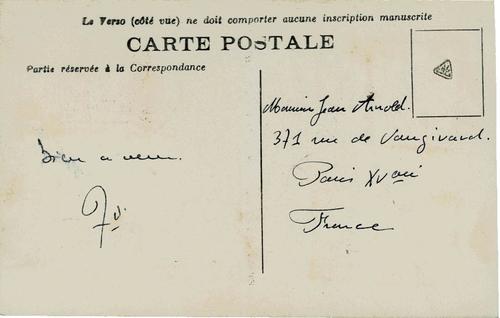 Le Verso (côté vue) ne doit comporter aucune inscription manuscrite
CARTE POSTALE
Partie réservée à la Correspondance
bien a vous.
Monsieur Jean Arnold.
371 rue de Vaugirard.
Paris XV
France